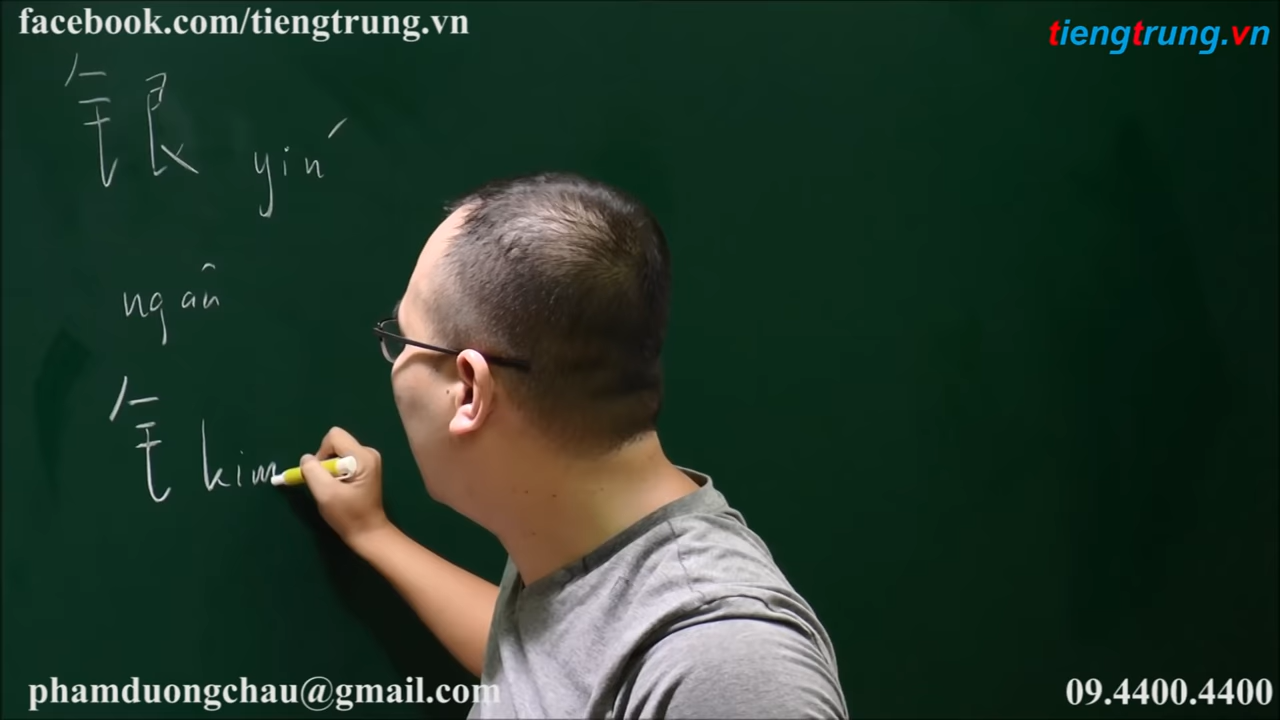 facebook.com/tiengtrung.vn
tiengtrung.vn
银 yín
ngân
钅 kim
phamduongchau@gmail.com
09.4400.4400